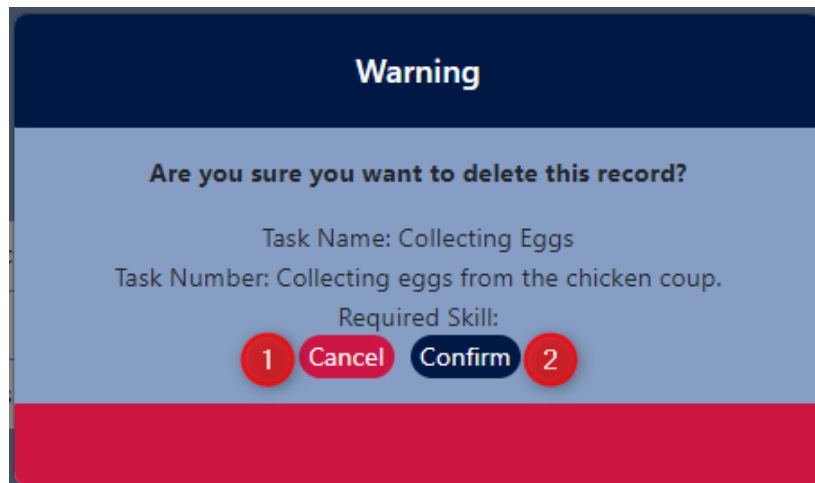 Warning
Are you sure you want to delete this record?
Task Name: Collecting Eggs
Task Number: Collecting eggs from the chicken coup.
Required Skill:
1 Cancel Confirm 2